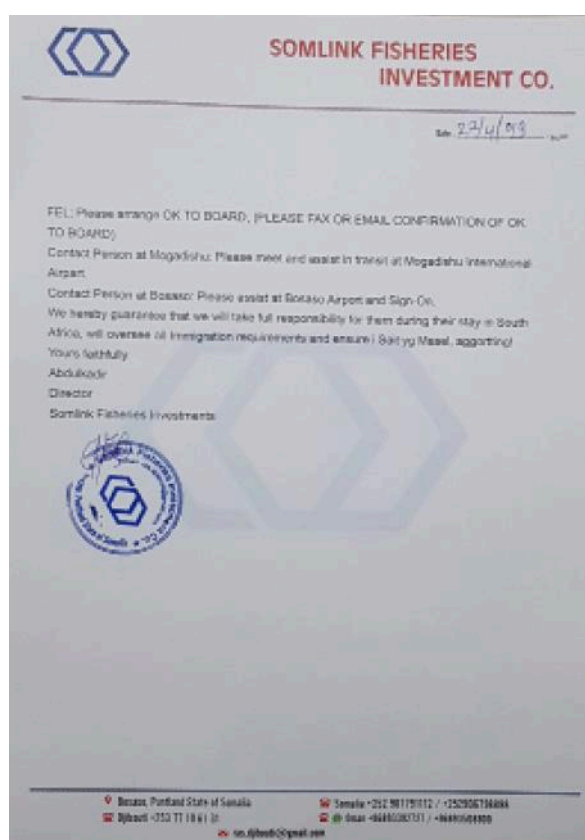 SOMLINK FISHERIES
INVESTMENT CO.
FEL: Please arrange OK TO BOARD, (PLEASE FAX OR EMAIL CONFIRMATION OF OK
TO BOARD)
Contact Person at Mogadishu: Please meet and assist in transit at Mogadishu International
Airport
Contact Person at Bosaso: Please assist at Bosaso Airport and Sign-On.
We hereby guarantee that we will take full responsibility for them during their stay in South
Africa, will oversee all immigration requirements and ensure
Yours faithfully
Abdulkadir
Director
Somlink Fisheries Investments
Bosaso, Puntland State of Somalia
Somalia
Djibouti
Oman